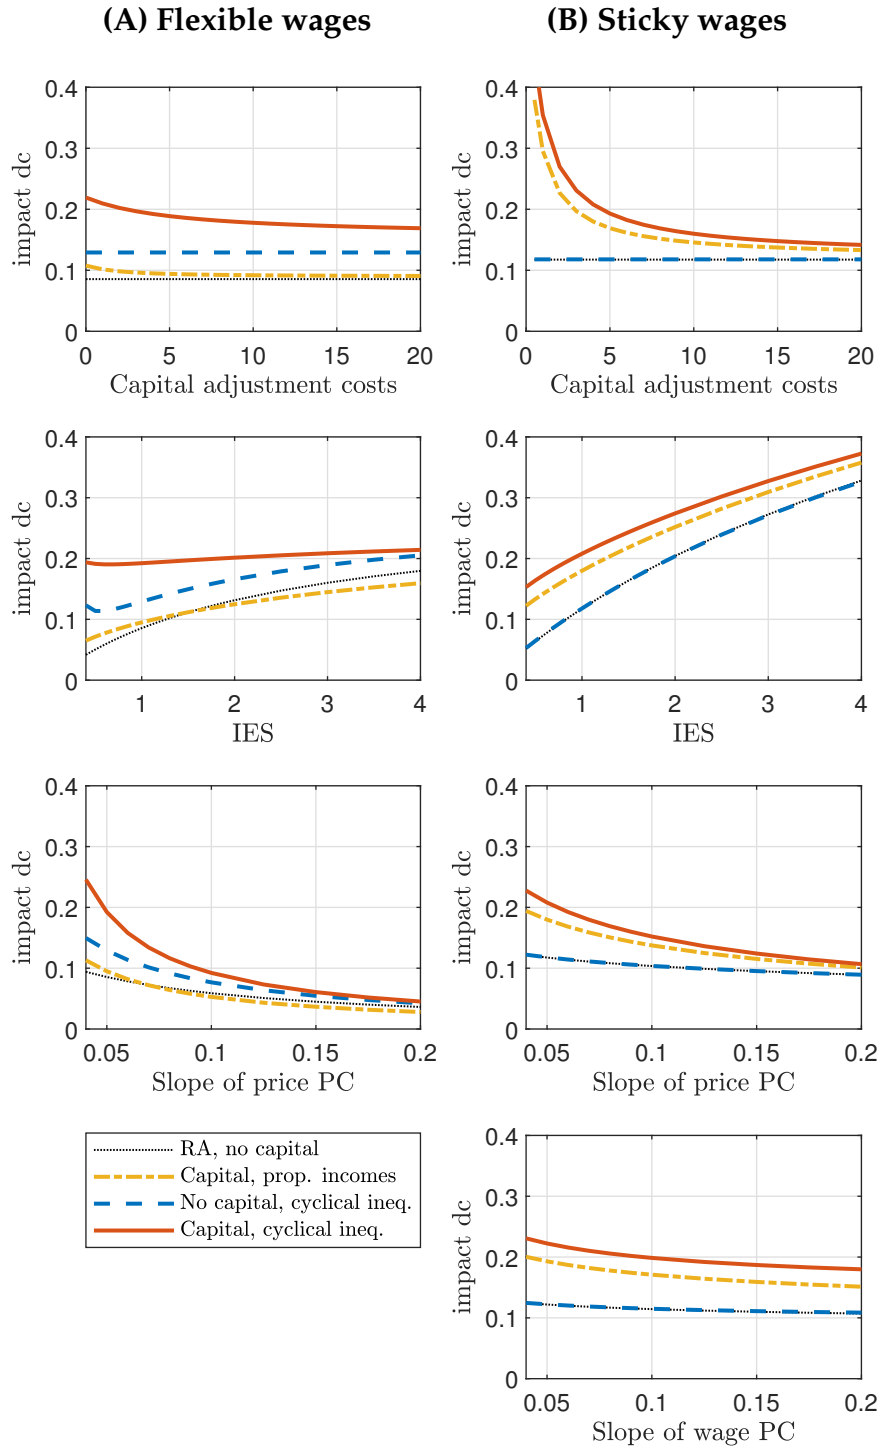 (A) Flexible wages
(B) Sticky wages
0.4
0.3
0.2
0.1
0
impact dc
0 5 10 15 20
Capital adjustment costs
0.4
0.3
0.2
0.1
0
impact dc
0 5 10 15 20
Capital adjustment costs
0.4
0.3
0.2
0.1
0
impact dc
1 2 3 4
IES
0.4
0.3
0.2
0.1
0
impact dc
1 2 3 4
IES
0.4
0.3
0.2
0.1
0
impact dc
0.05 0.1 0.15 0.2
Slope of price PC
0.4
0.3
0.2
0.1
0
impact dc
0.05 0.1 0.15 0.2
Slope of price PC
RA, no capital
Capital, prop. incomes
No capital, cyclical ineq.
Capital, cyclical ineq.
0.4
0.3
0.2
0.1
0
impact dc
0.05 0.1 0.15 0.2
Slope of wage PC